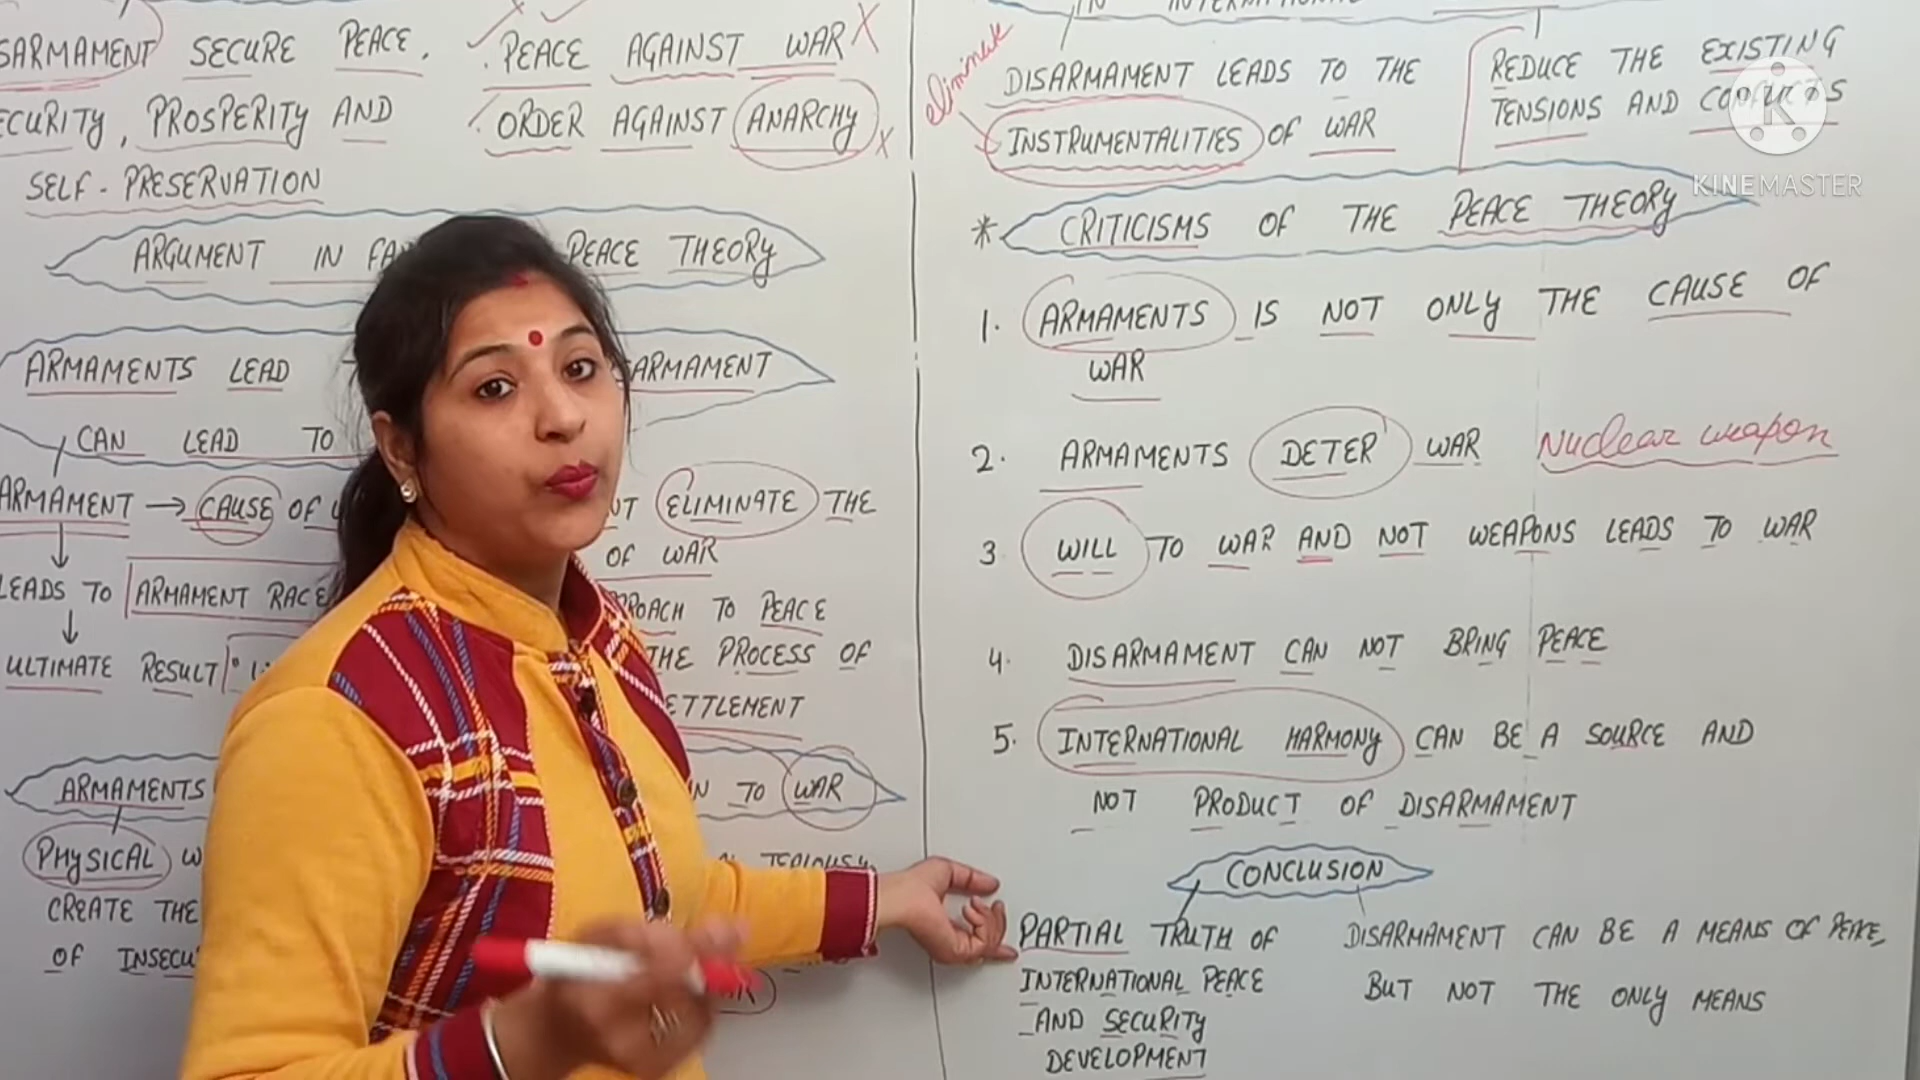 SARMAMENT SECURE PEACE,
ECURITY, PROSPERITY AND
SELF-PRESERVATION
PEACE AGAINST WAR X
ORDER AGAINST ANARCHY X
ARGUMENT IN FA PEACE THEORY
ARMAMENTS LEAD T SARMAMENT
CAN LEAD TO
ARMAMENT → CAUSE OF
LEADS TO ARMAMENT RACE
ULTIMATE RESULT
UT ELIMINATE THE
OF WAR
PROACH TO PEACE
THE PROCESS OF
ETTLEMENT
ARMAMENTS N TO WAR
PHYSICAL W
CREATE THE
OF INSECU
IN INTERNATIONAL
eliminate
DISARMAMENT LEADS TO THE
INSTRUMENTALITIES OF WAR
REDUCE THE EXISTING
TENSIONS AND CONFLICTS
K
KINEMASTER
* CRITICISMS OF THE PEACE THEORY
1. ARMAMENTS IS NOT ONLY THE CAUSE OF
WAR
2. ARMAMENTS DETER WAR Nuclear weapon
3 WILL TO WAR AND NOT WEAPONS LEADS TO WAR
4. DISARMAMENT CAN NOT BRING PEACE
5. INTERNATIONAL HARMONY CAN BE A SOURCE AND
NOT PRODUCT OF DISARMAMENT
CONCLUSION
PARTIAL TRUTH OF
INTERNATIONAL PEACE
AND SECURITY
DEVELOPMENT
DISARMAMENT CAN BE A MEANS OF PEACE,
BUT NOT THE ONLY MEANS